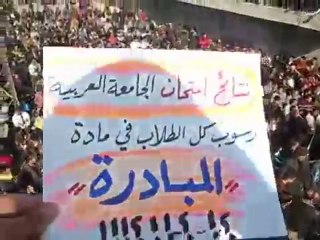 نتائج امتحان الجامعة العربية
رسوب كل الطلاب في مادة
"المبادرة"
!!!!!!!!